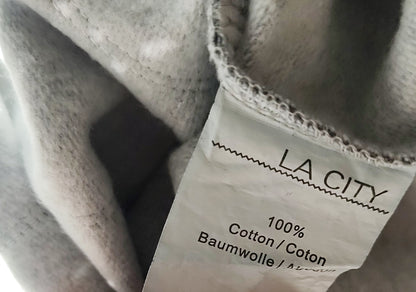 LA CITY
100%
Cotton / Coton
Baumwolle /